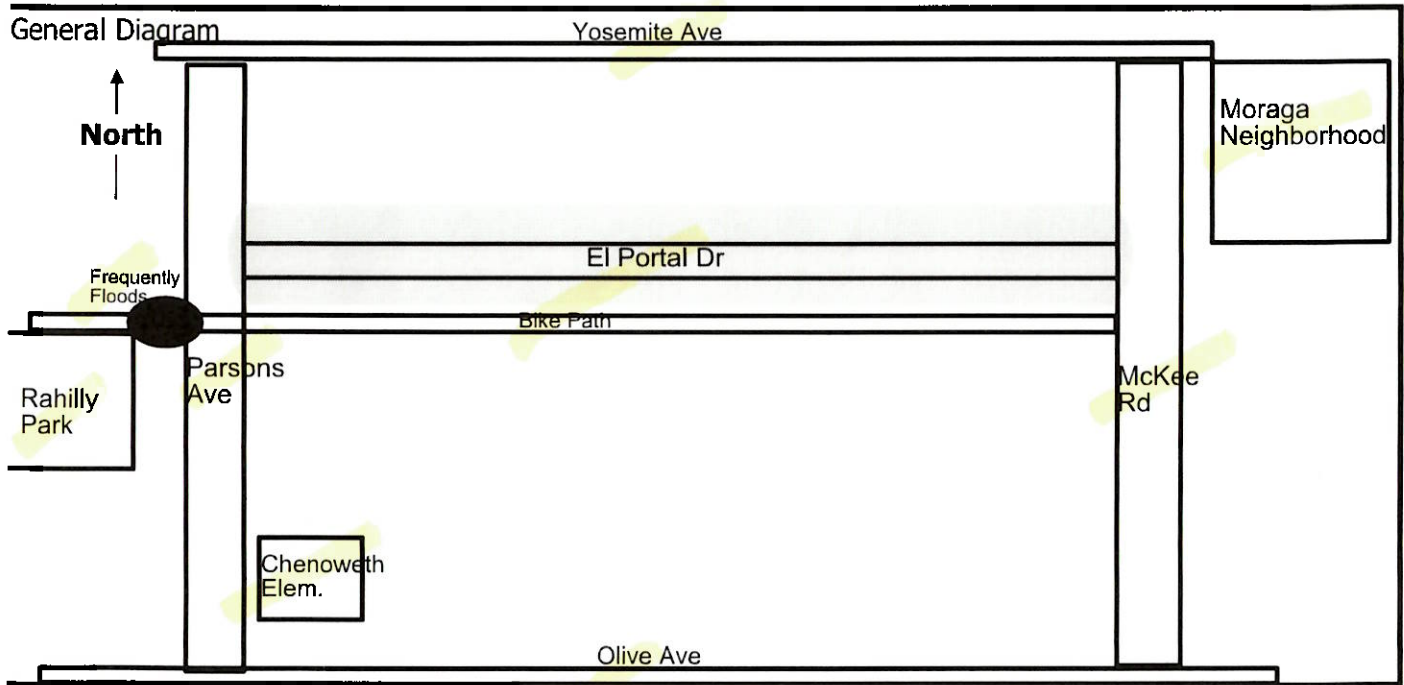 General Diagram
Yosemite Ave
North
Moraga
Neighborhood
El Portal Dr
Frequently
Floods
Bike Path
Parsons
Ave
McKee
Rd
Rahilly
Park
Chenoweth
Elem.
Olive Ave